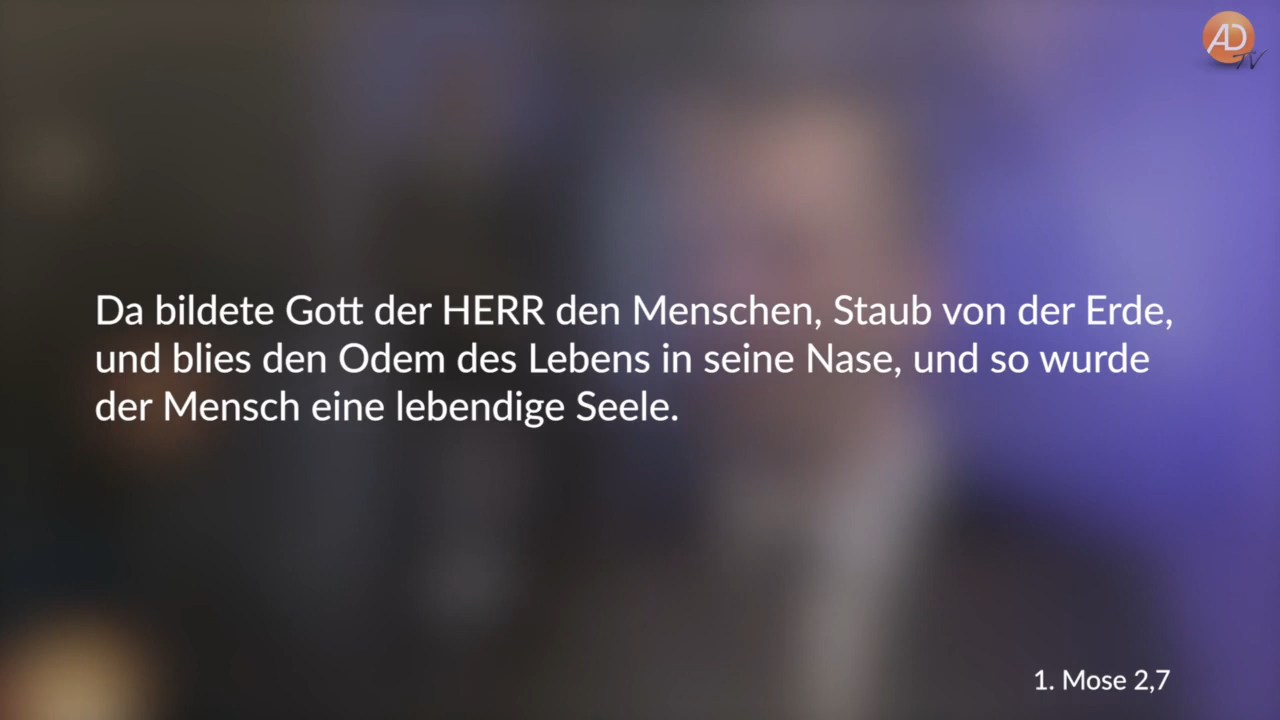 AD
TV
Da bildete Gott der HERR den Menschen, Staub von der Erde,
und blies den Odem des Lebens in seine Nase, und so wurde
der Mensch eine lebendige Seele.
1. Mose 2,7